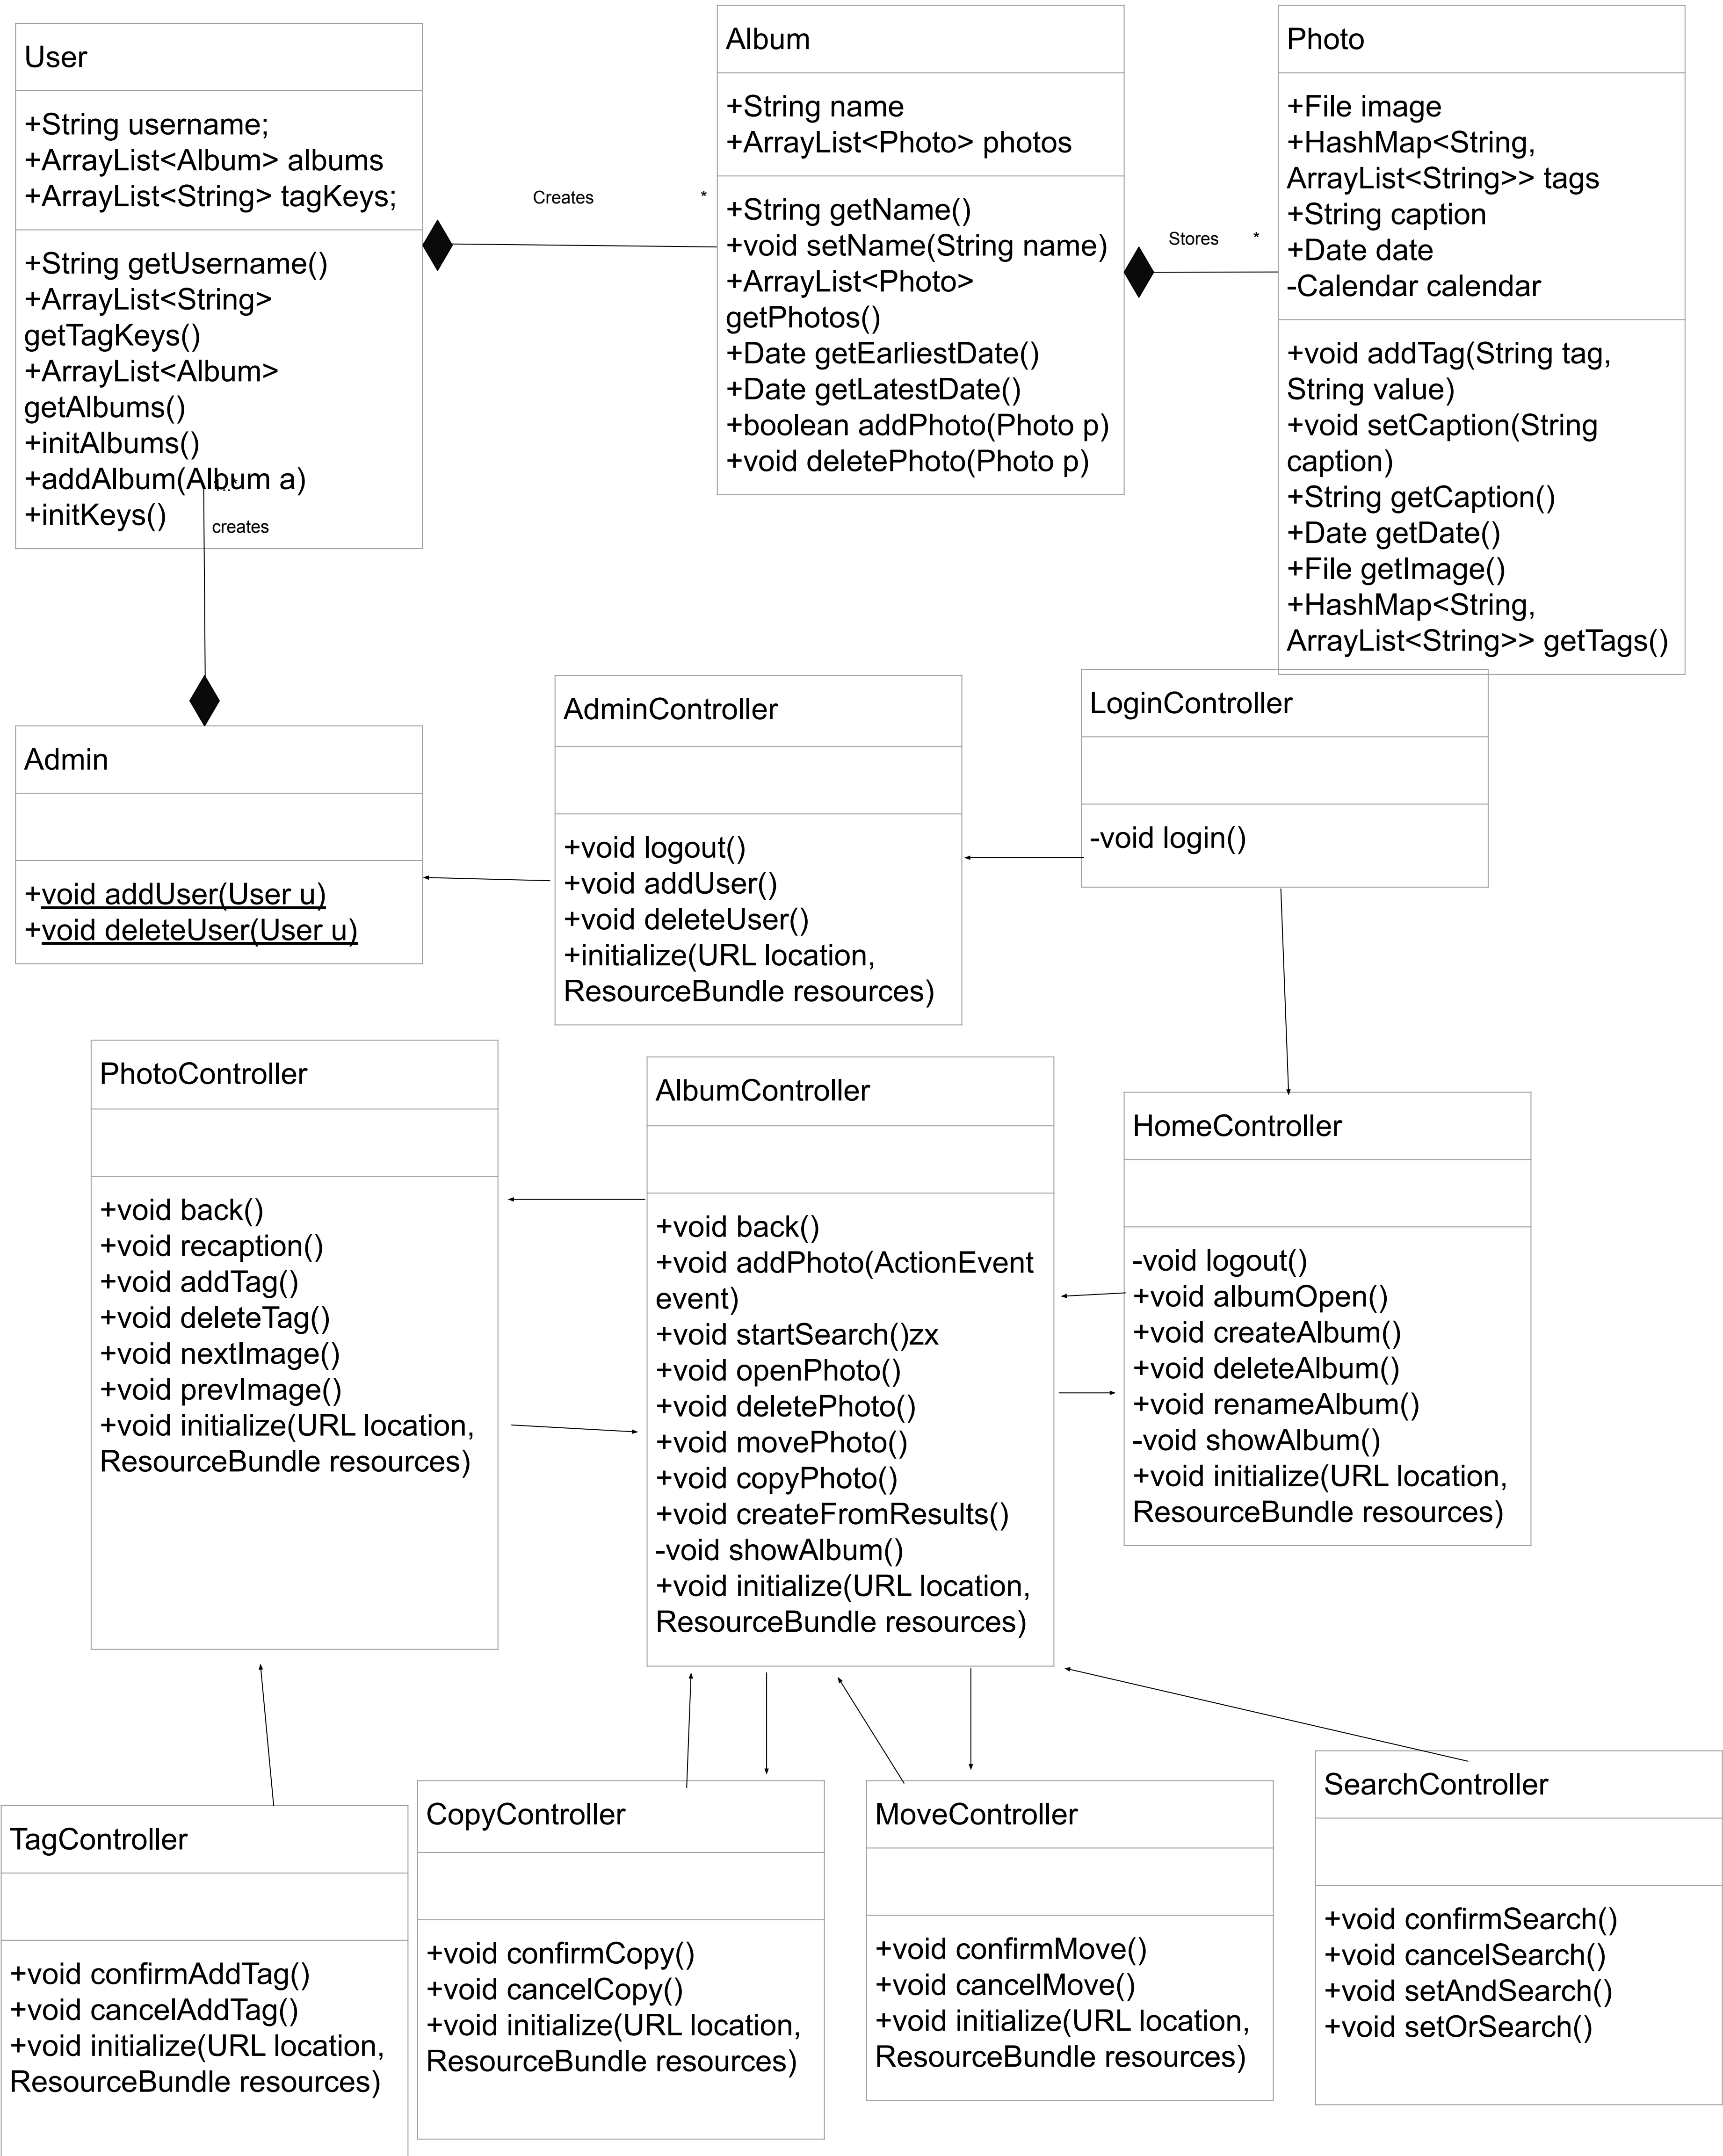 User
+String username;
+ArrayList<Album> albums
+ArrayList<String> tagKeys;
+String getUsername()
+ArrayList<String>
getTagKeys()
+ArrayList<Album>
getAlbums()
+initAlbums()
+addAlbum(Album a)
+initKeys()
creates
Creates
*
Album
+String name
+ArrayList<Photo> photos
+String getName()
+void setName(String name)
+ArrayList<Photo>
getPhotos()
+Date getEarliestDate()
+Date getLatestDate()
+boolean addPhoto(Photo p)
+void deletePhoto(Photo p)
Stores
*
Photo
+File image
+HashMap<String,
ArrayList<String>> tags
+String caption
+Date date
-Calendar calendar
+void addTag(String tag,
String value)
+void setCaption(String
caption)
+String getCaption()
+Date getDate()
+File getImage()
+HashMap<String,
ArrayList<String>> getTags()
Admin
+void addUser(User u)
+void deleteUser(User u)
AdminController
+void logout()
+void addUser()
+void deleteUser()
+initialize(URL location,
ResourceBundle resources)
LoginController
-void login()
PhotoController
+void back()
+void recaption()
+void addTag()
+void deleteTag()
+void nextImage()
+void prevImage()
+void initialize(URL location,
ResourceBundle resources)
AlbumController
+void back()
+void addPhoto(ActionEvent
event)
+void startSearch()zx
+void openPhoto()
+void deletePhoto()
+void movePhoto()
+void copyPhoto()
+void createFromResults()
-void showAlbum()
+void initialize(URL location,
ResourceBundle resources)
HomeController
-void logout()
+void albumOpen()
+void createAlbum()
+void deleteAlbum()
+void renameAlbum()
-void showAlbum()
+void initialize(URL location,
ResourceBundle resources)
TagController
+void confirmAddTag()
+void cancelAddTag()
+void initialize(URL location,
ResourceBundle resources)
CopyController
+void confirmCopy()
+void cancelCopy()
+void initialize(URL location,
ResourceBundle resources)
MoveController
+void confirmMove()
+void cancelMove()
+void initialize(URL location,
ResourceBundle resources)
SearchController
+void confirmSearch()
+void cancelSearch()
+void setAndSearch()
+void setOrSearch()